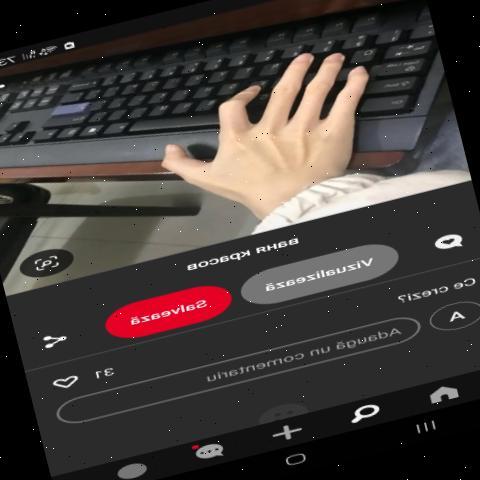 ваня красов
Vizualizează
Salvează
Ce crezi?
31
A
Adaugă un comentariu